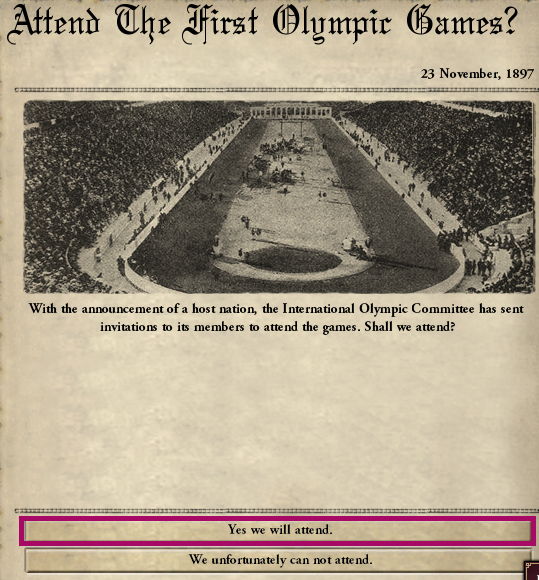 Attend The First Olympic Games?
23 November, 1897
With the announcement of a host nation, the International Olympic Committee has sent
invitations to its members to attend the games. Shall we attend?
Yes we will attend.
We unfortunately can not attend.